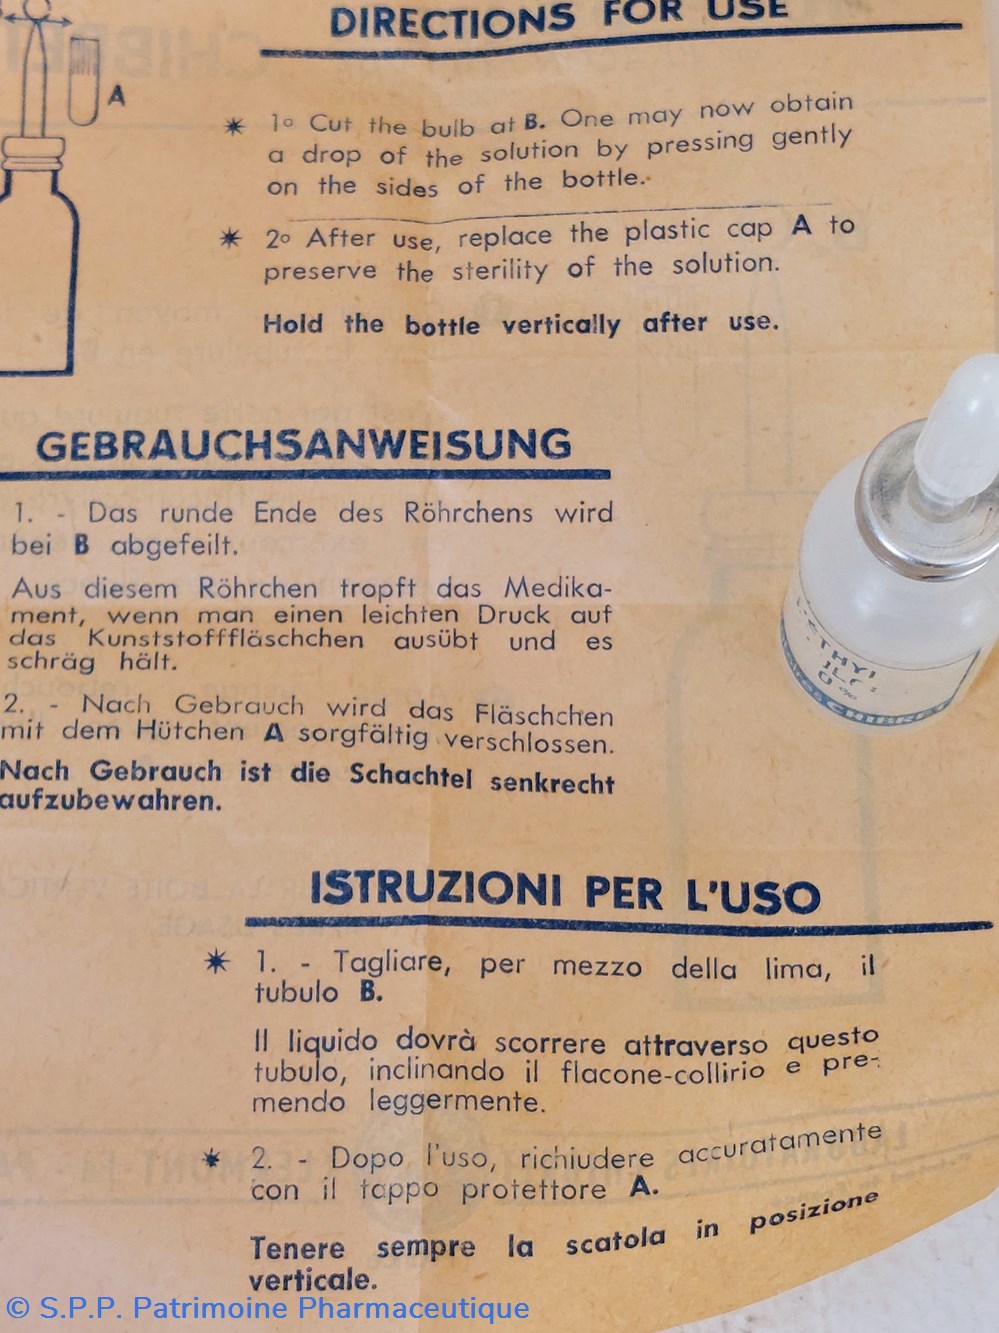 DIRECTIONS FOR USE
B
A
* 1o Cut the bulb at B. One may now obtain
a drop of the solution by pressing gently
on the sides of the bottle.
* 2o After use, replace the plastic cap A to
preserve the sterility of the solution.
Hold the bottle vertically after use.
GEBRAUCHSANWEISUNG
1. - Das runde Ende des Röhrchens wird
bei B abgefeilt.
Aus diesem Röhrchen tropft das Medika-
ment, wenn man einen leichten Druck auf
das Kunststofffläschchen ausübt und es
schräg hält.
2. - Nach Gebrauch wird das Fläschchen
mit dem Hütchen A sorgfältig verschlossen.
Nach Gebrauch ist die Schachtel senkrecht
aufzubewahren.
ISTRUZIONI PER L'USO
* 1. - Tagliare, per mezzo della lima, il
tubulo B.
Il liquido dovrà scorrere attraverso questo
tubulo, inclinando il flacone-collirio e pre-
mendo leggermente.
* 2. - Dopo l'uso, richiudere accuratamente
con il tappo protettore A.
Tenere sempre la scatola in posizione
verticale.
CHIBRET
© S.P.P. Patrimoine Pharmaceutique